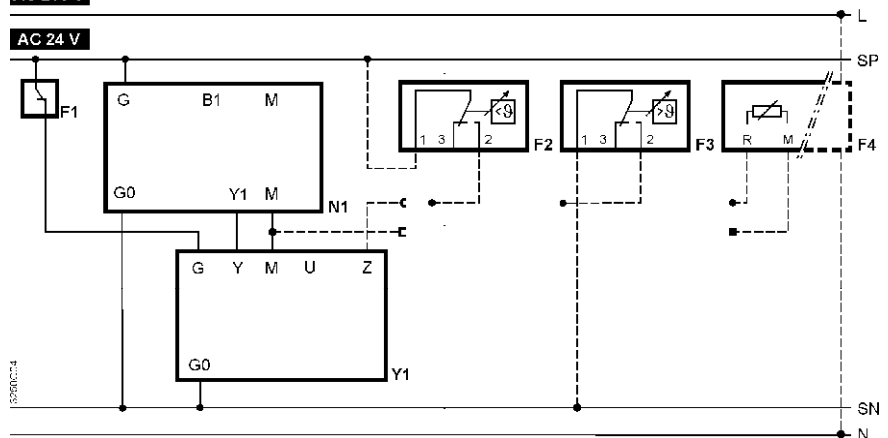 L
AC 24 V
SP
F1
G B1 M
G0 Y1 M
N1
<ϑ
1 3 2
F2
>ϑ
1 3 2
F3
R M
F4
G Y M U Z
G0
Y1
SN
N